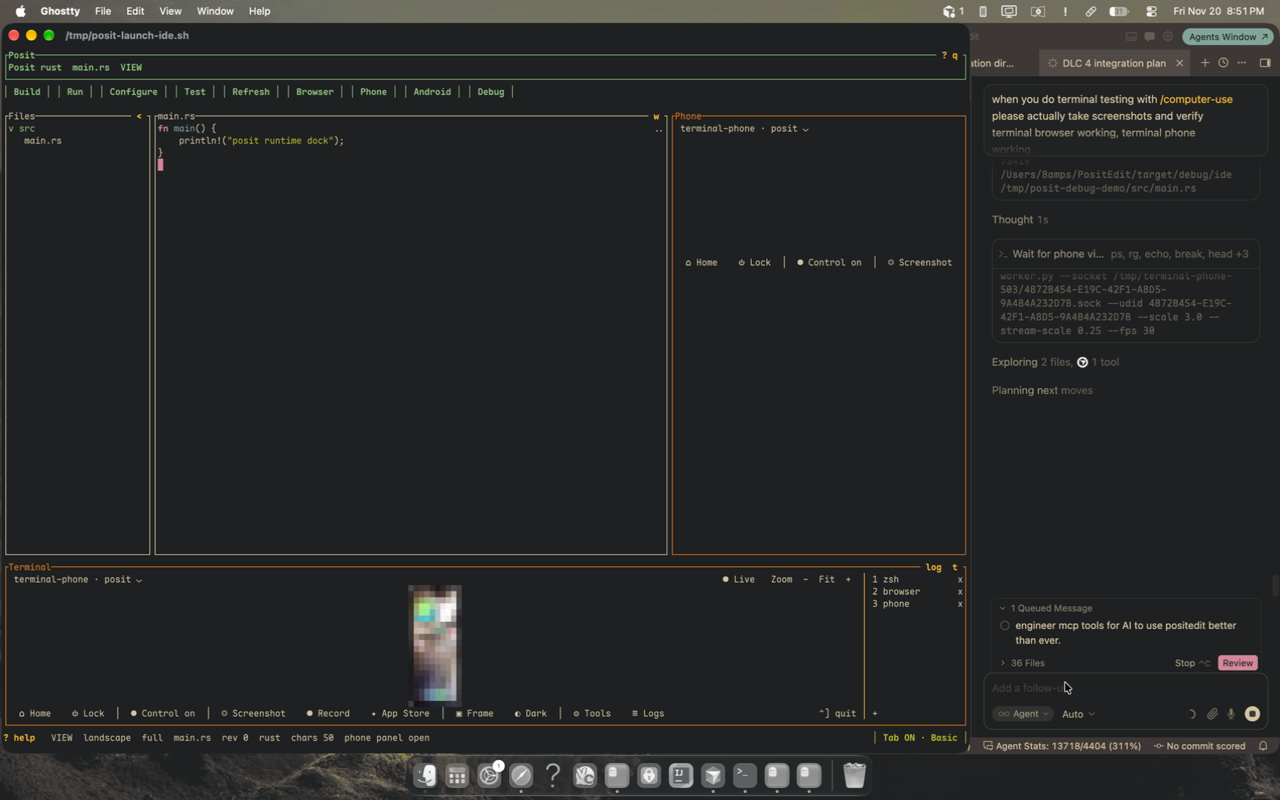 Ghostty File Edit View Window Help
1 Fri Nov 20 8:51 PM
/tmp/posit-launch-ide.sh
Posit
? q
Posit rust main.rs VIEW
Build Run Configure Test Refresh Browser Phone Android Debug
Files <
v src
main.rs
main.rs w
fn main() { ..
println!("posit runtime dock");
}
Phone
terminal-phone · posit
Home Lock Control on Screenshot
Terminal log t
terminal-phone · posit
Live Zoom - Fit +
1 zsh x
2 browser x
3 phone x
Home Lock Control on Screenshot Record App Store Frame Dark Tools Logs ^] quit +
? help VIEW landscape full main.rs rev 0 rust chars 50 phone panel open Tab ON · Basic
Agents Window ↗
ation dir...
DLC 4 integration plan
when you do terminal testing with /computer-use
please actually take screenshots and verify
terminal browser working, terminal phone
working.
/Users/8amps/PositEdit/target/debug/ide
/tmp/posit-debug-demo/src/main.rs
Thought 1s
Wait for phone vi... ps, rg, echo, break, head +3
worker.py --socket /tmp/terminal-phone-
503/4B72B454-E19C-42F1-A8D5-
9A4B4A232D7B.sock --udid 4B72B454-E19C-
42F1-A8D5-9A4B4A232D7B --scale 3.0 --
stream-scale 0.25 --fps 30
Exploring 2 files, 1 tool
Planning next moves
1 Queued Message
engineer mcp tools for AI to use positedit better
than ever.
36 Files Stop ^C Review
Add a follow-u
Agent Auto
Agent Stats: 13718/4404 (311%) No commit scored